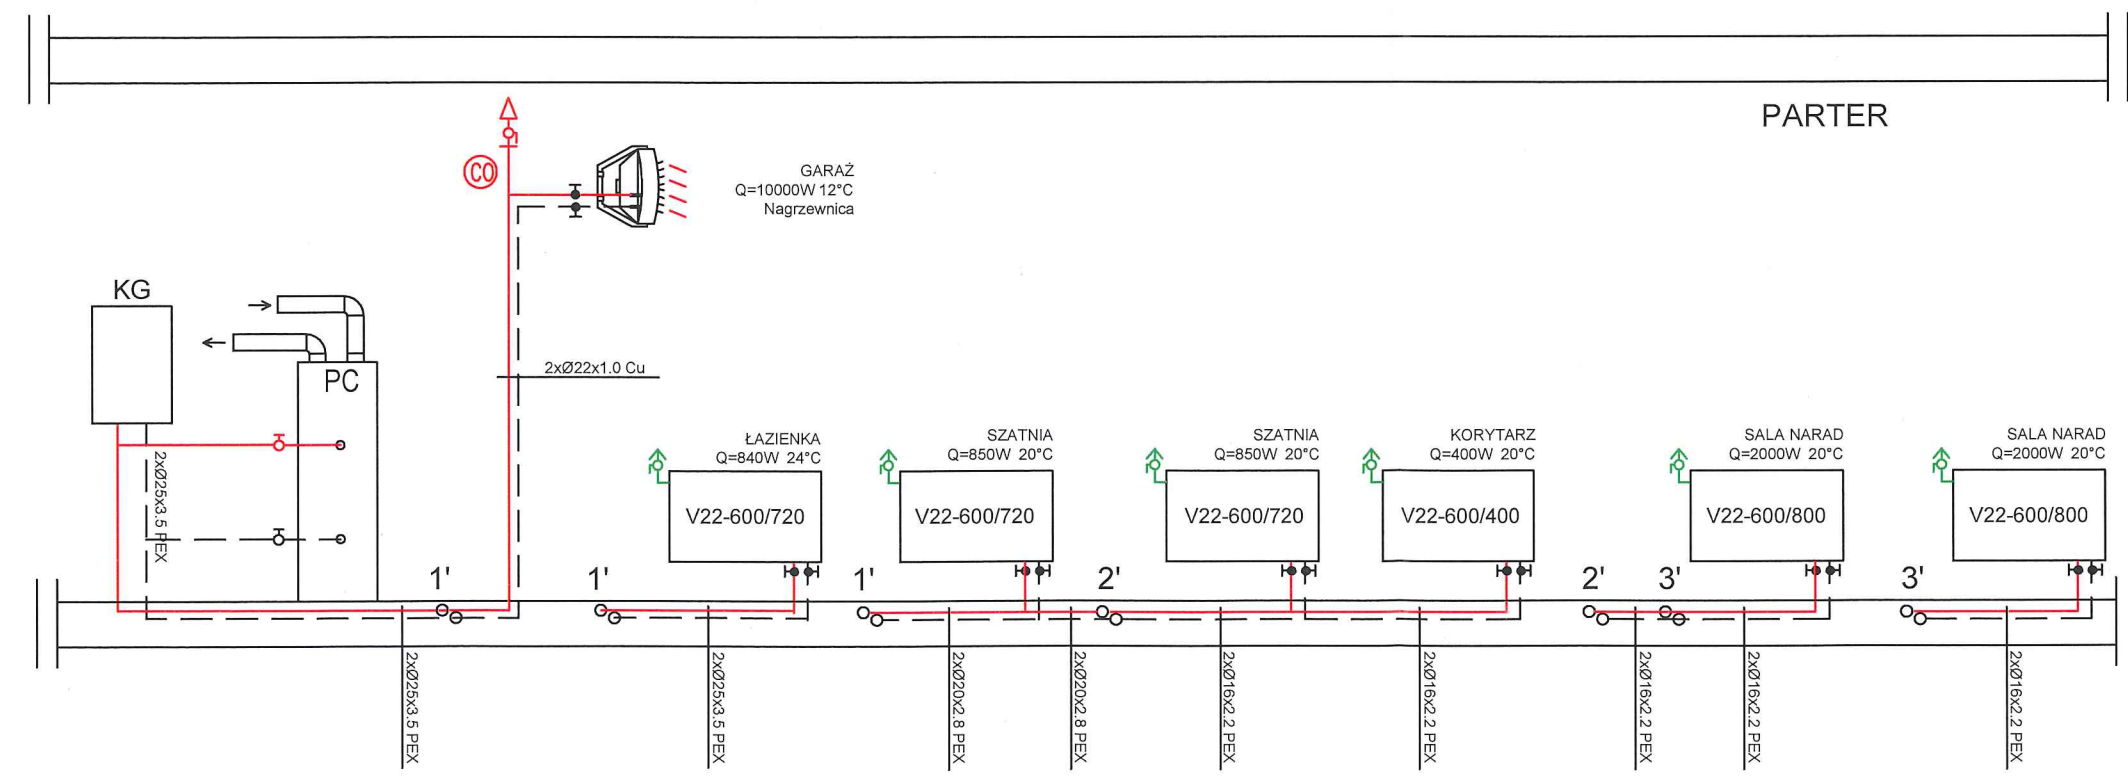 PARTER
CO
GARAŻ
Q=10000W 12°C
Nagrzewnica
KG
PC
2xØ22x1.0 Cu
2xØ25x3.5 PEX
ŁAZIENKA
Q=840W 24°C
V22-600/720
SZATNIA
Q=850W 20°C
V22-600/720
SZATNIA
Q=850W 20°C
V22-600/720
KORYTARZ
Q=400W 20°C
V22-600/400
SALA NARAD
Q=2000W 20°C
V22-600/800
SALA NARAD
Q=2000W 20°C
V22-600/800
1'
1'
1'
2'
2'
3'
3'
2xØ25x3.5 PEX
2xØ25x3.5 PEX
2xØ20x2.8 PEX
2xØ20x2.8 PEX
2xØ16x2.2 PEX
2xØ16x2.2 PEX
2xØ16x2.2 PEX
2xØ16x2.2 PEX
2xØ16x2.2 PEX